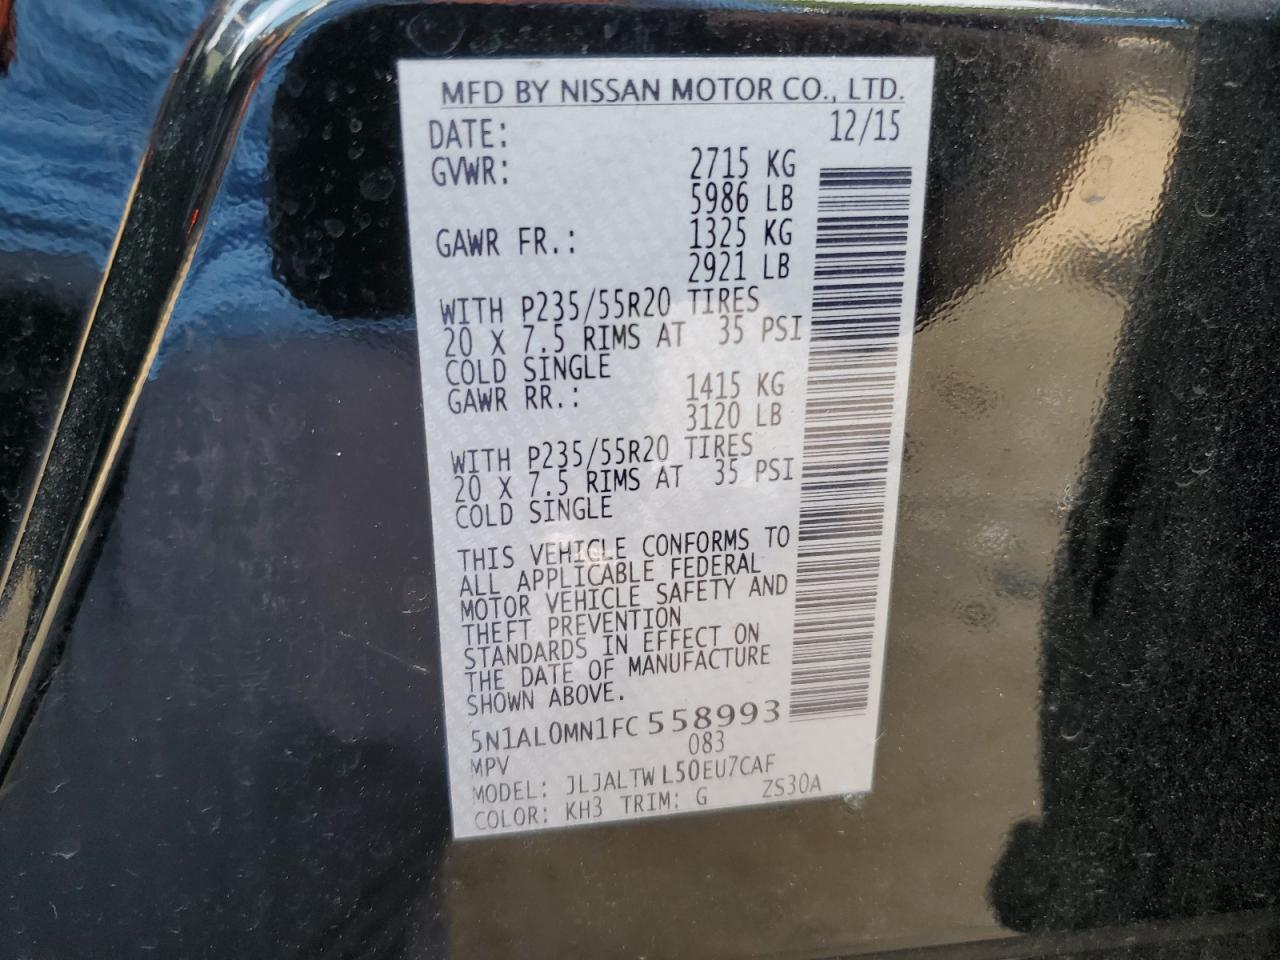 MFD BY NISSAN MOTOR CO., LTD.
DATE: 12/15
GVWR: 2715 KG
5986 LB
GAWR FR.: 1325 KG
2921 LB
WITH P235/55R20 TIRES
20 X 7.5 RIMS AT 35 PSI
COLD SINGLE
GAWR RR.: 1415 KG
3120 LB
WITH P235/55R20 TIRES
20 X 7.5 RIMS AT 35 PSI
COLD SINGLE
THIS VEHICLE CONFORMS TO
ALL APPLICABLE FEDERAL
MOTOR VEHICLE SAFETY AND
THEFT PREVENTION
STANDARDS IN EFFECT ON
THE DATE OF MANUFACTURE
SHOWN ABOVE.
5N1AL0MN1FC558993
MPV 083
MODEL: JLJALTWL50EU7CAF
COLOR: KH3 TRIM: G ZS30A